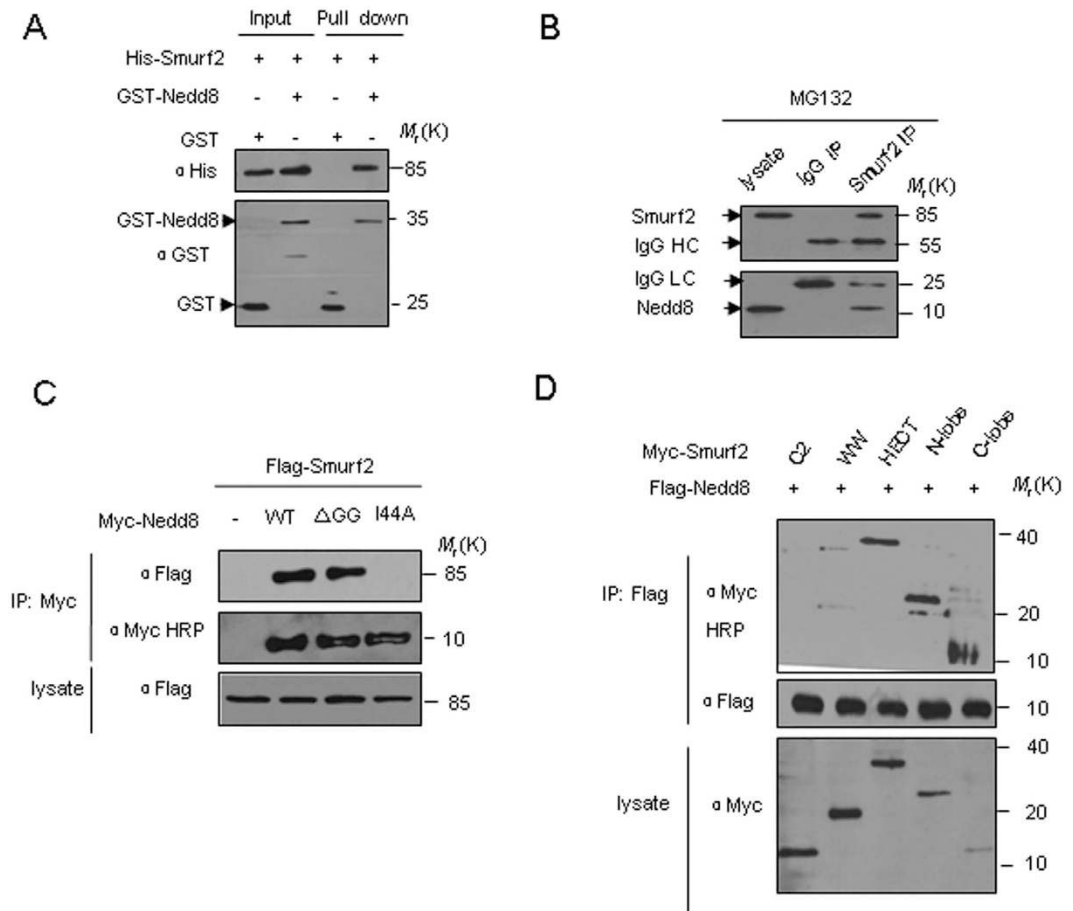 A
Input Pull down
His-Smurf2 + + + +
GST-Nedd8 - + - +
GST + - + - Mr(K)
α His 85
GST-Nedd8 35
α GST
GST 25
B
MG132
lysate IgG IP Smurf2 IP Mr(K)
Smurf2 85
IgG HC 55
IgG LC 25
Nedd8 10
C
Flag-Smurf2
Myc-Nedd8 - WT △GG I44A
Mr(K)
IP: Myc α Flag 85
α Myc HRP 10
lysate α Flag 85
D
Myc-Smurf2 C2 WW HECT N-lobe C-lobe
Flag-Nedd8 + + + + + Mr(K)
40
IP: Flag α Myc
HRP 20
10
α Flag 10
40
lysate α Myc 20
10